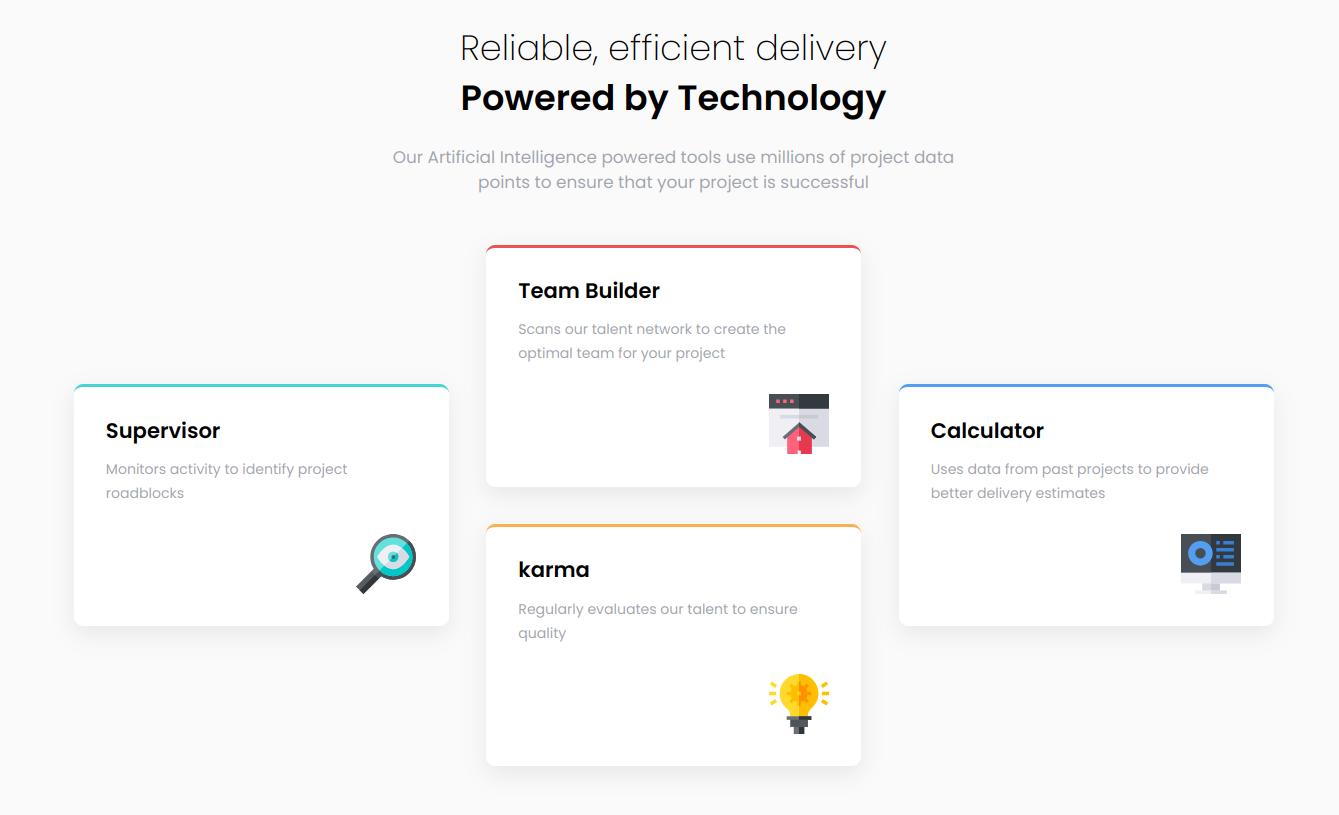 Reliable, efficient delivery
Powered by Technology
Our Artificial Intelligence powered tools use millions of project data
points to ensure that your project is successful
Team Builder
Scans our talent network to create the
optimal team for your project
Supervisor
Monitors activity to identify project
roadblocks
Calculator
Uses data from past projects to provide
better delivery estimates
karma
Regularly evaluates our talent to ensure
quality